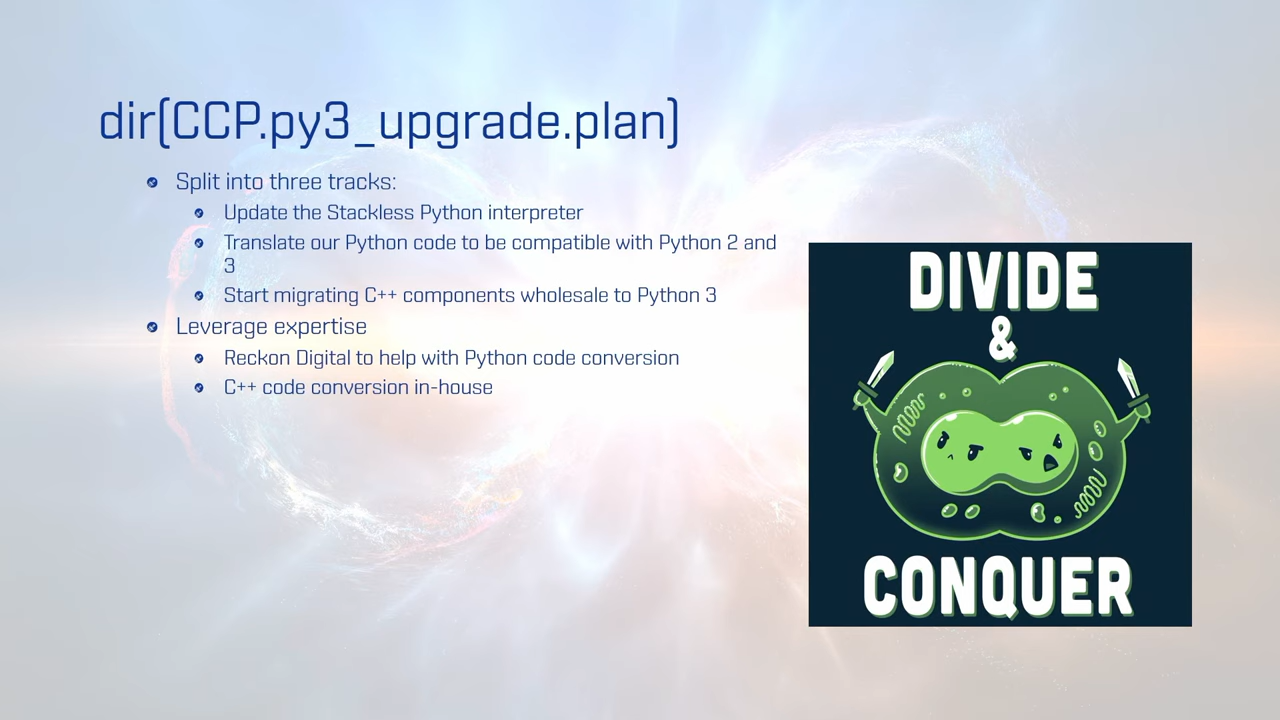 dir(CCP.py3_upgrade.plan)
Split into three tracks:
Update the Stackless Python interpreter
Translate our Python code to be compatible with Python 2 and
3
Start migrating C++ components wholesale to Python 3
Leverage expertise
Reckon Digital to help with Python code conversion
C++ code conversion in-house
DIVIDE
&
CONQUER